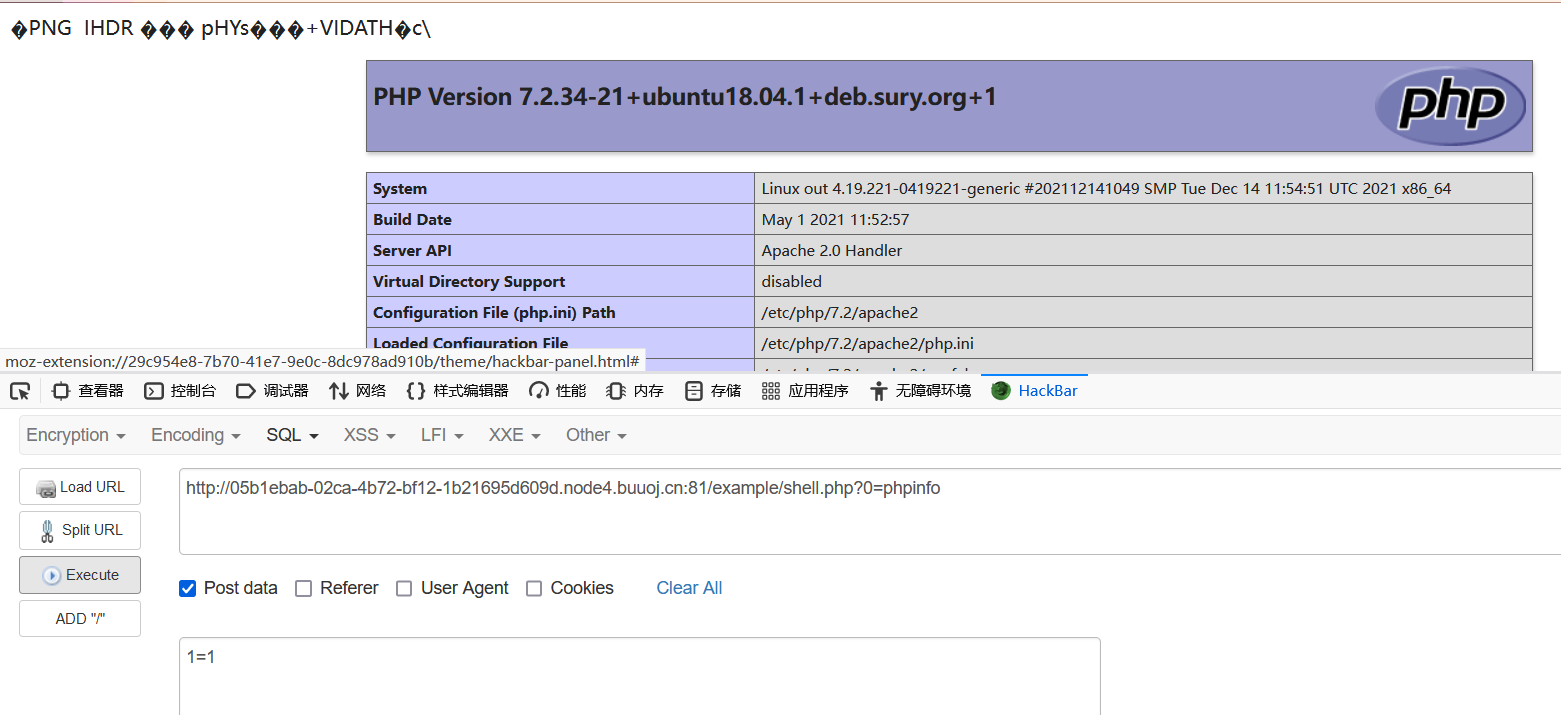 �PNG IHDR ��� pHYs���+VIDATH�c\
PHP Version 7.2.34-21+ubuntu18.04.1+deb.sury.org+1
php
System Linux out 4.19.221-0419221-generic #202112141049 SMP Tue Dec 14 11:54:51 UTC 2021 x86_64
Build Date May 1 2021 11:52:57
Server API Apache 2.0 Handler
Virtual Directory Support disabled
Configuration File (php.ini) Path /etc/php/7.2/apache2
Loaded Configuration File /etc/php/7.2/apache2/php.ini
moz-extension://29c954e8-7b70-41e7-9e0c-8dc978ad910b/theme/hackbar-panel.html#
查看器 控制台 调试器 网络 {} 样式编辑器 性能 内存 存储 应用程序 无障碍环境 HackBar
Encryption Encoding SQL XSS LFI XXE Other
Load URL http://05b1ebab-02ca-4b72-bf12-1b21695d609d.node4.buuoj.cn:81/example/shell.php?0=phpinfo
Split URL
Execute Post data Referer User Agent Cookies Clear All
ADD "/"
1=1